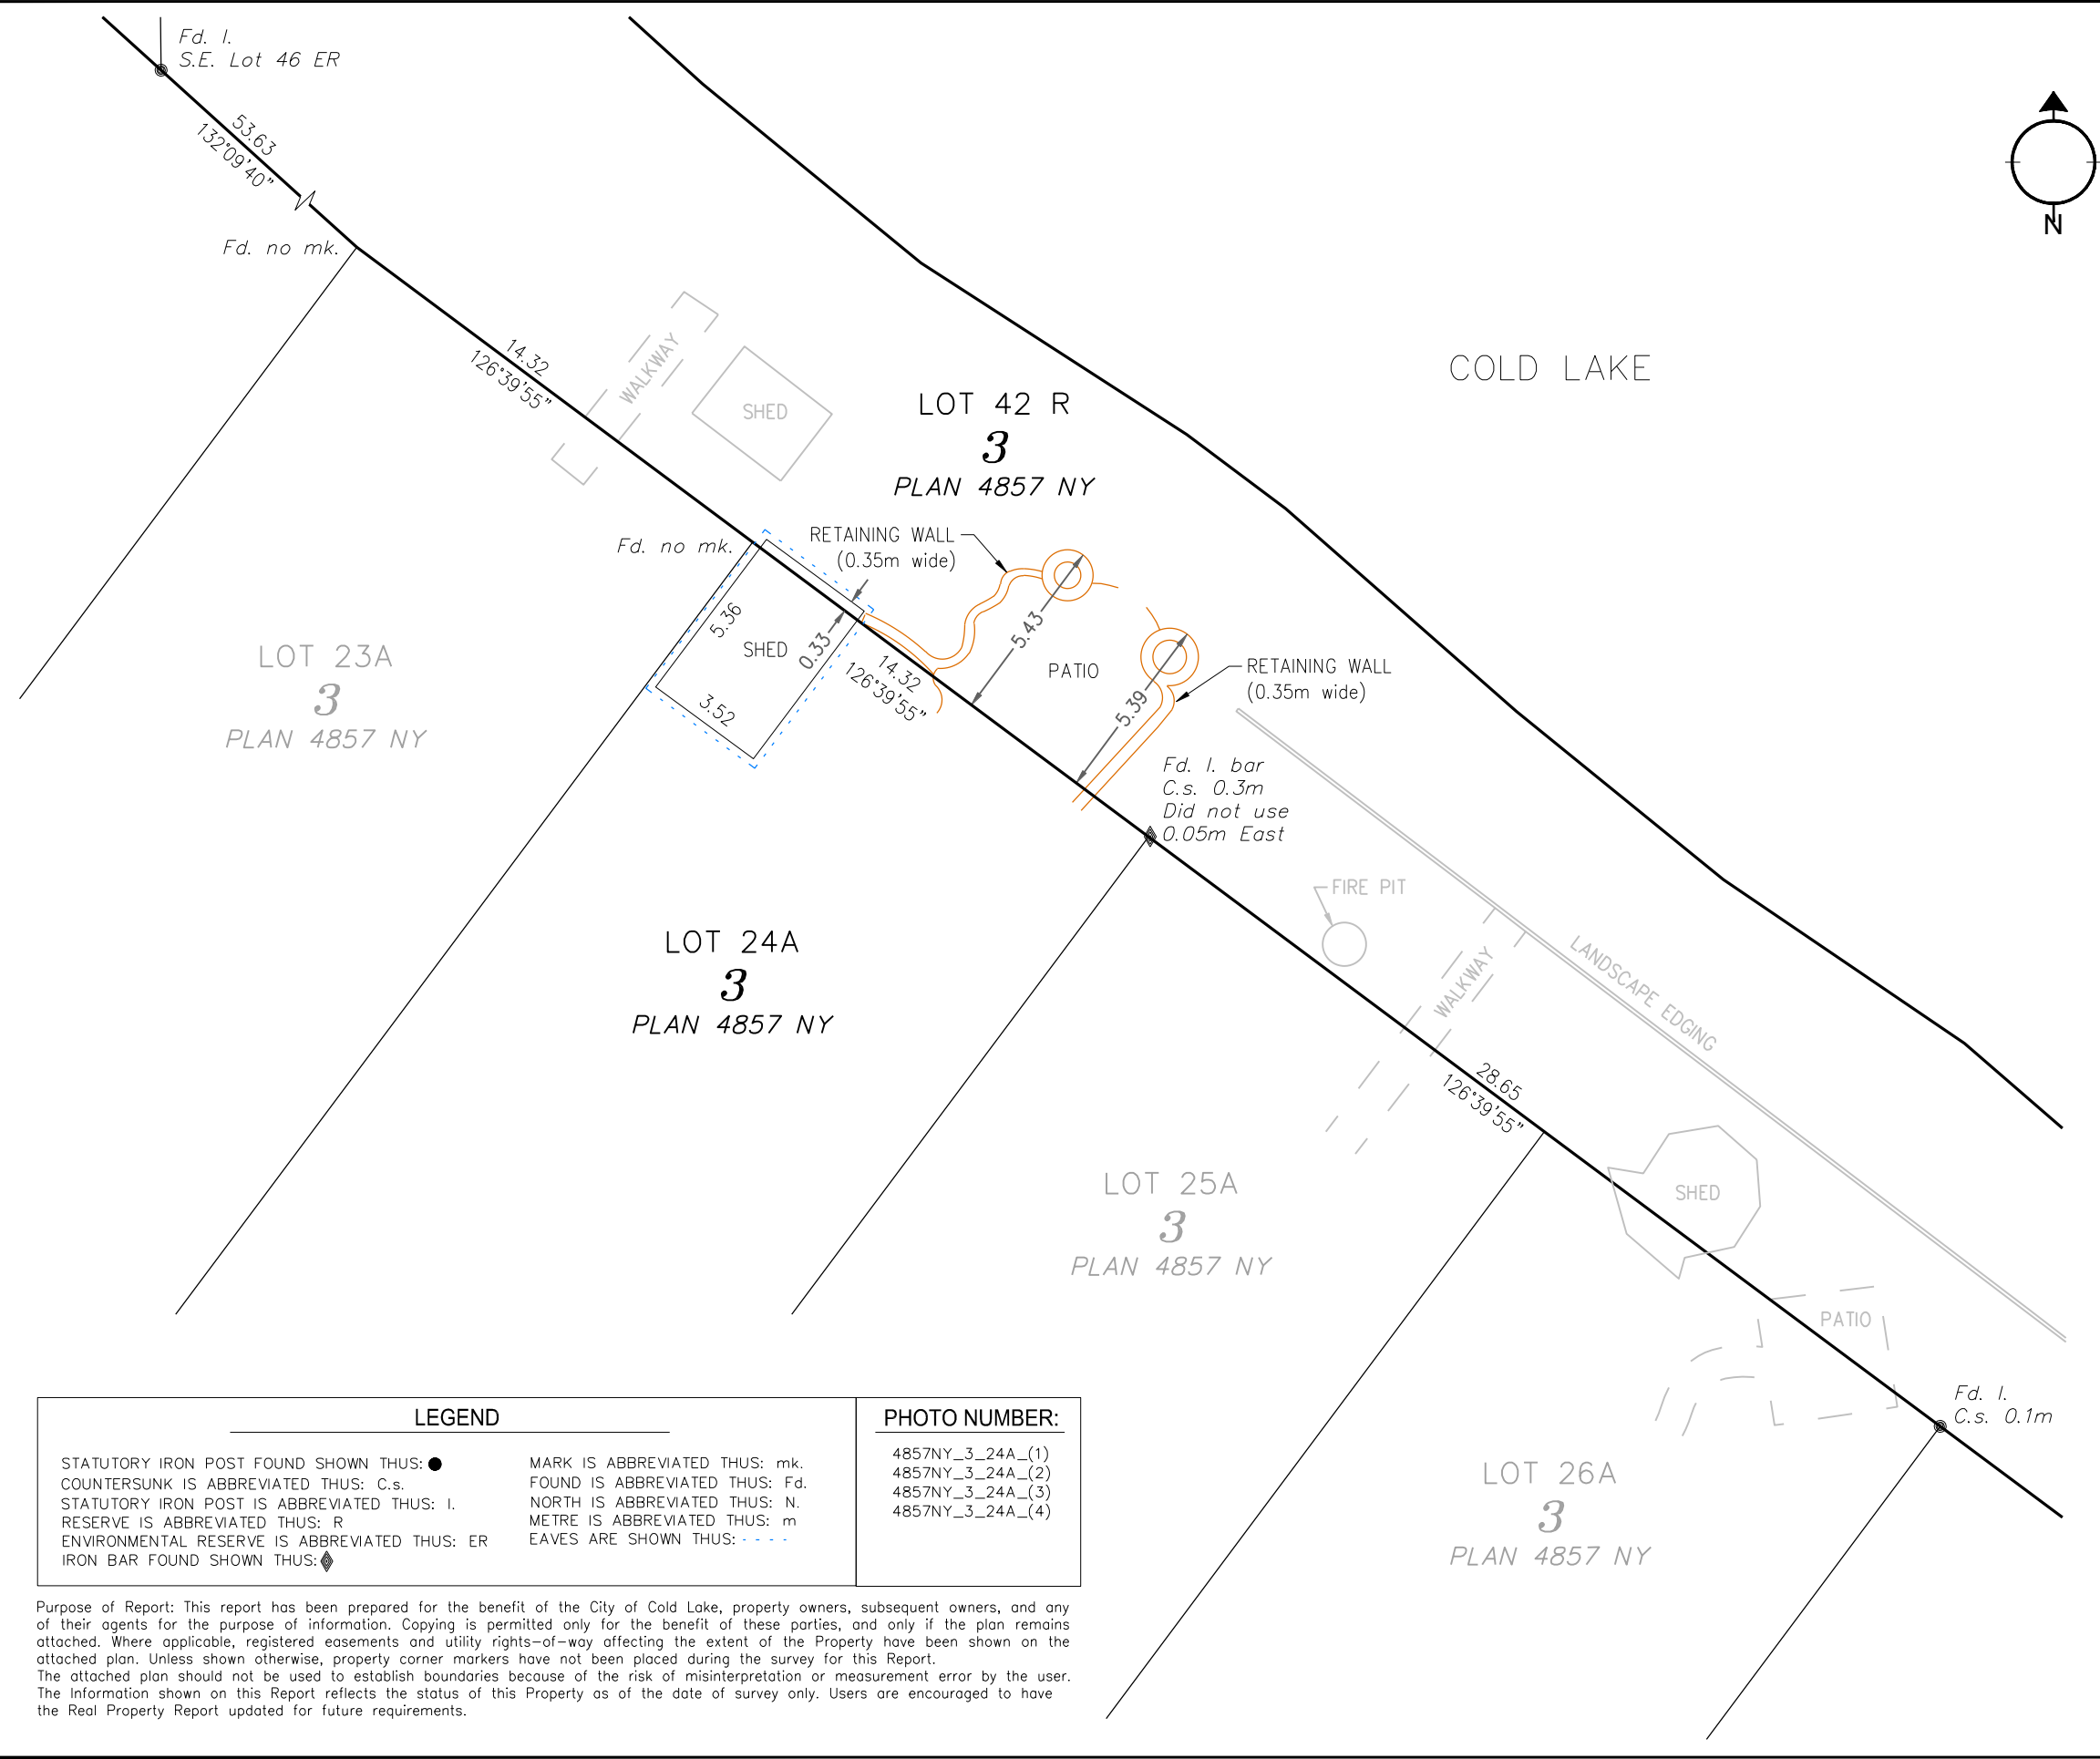 Fd. I.
S.E. Lot 46 ER
53.63
132°09'40"
N
Fd. no mk.
14.32
126°39'55"
WALKWAY
SHED
COLD LAKE
LOT 42 R
3
PLAN 4857 NY
RETAINING WALL
(0.35m wide)
Fd. no mk.
5.36
SHED
0.33
3.52
14.32
126°39'55"
5.43
PATIO
5.39
RETAINING WALL
(0.35m wide)
LOT 23A
3
PLAN 4857 NY
Fd. I. bar
C.s. 0.3m
Did not use
0.05m East
FIRE PIT
WALKWAY
LANDSCAPE EDGING
LOT 24A
3
PLAN 4857 NY
28.65
126°39'55"
LOT 25A
3
PLAN 4857 NY
SHED
PATIO
Fd. I.
C.s. 0.1m
LOT 26A
3
PLAN 4857 NY
LEGEND
STATUTORY IRON POST FOUND SHOWN THUS:
COUNTERSUNK IS ABBREVIATED THUS: C.s.
STATUTORY IRON POST IS ABBREVIATED THUS: I.
RESERVE IS ABBREVIATED THUS: R
ENVIRONMENTAL RESERVE IS ABBREVIATED THUS: ER
IRON BAR FOUND SHOWN THUS:
MARK IS ABBREVIATED THUS: mk.
FOUND IS ABBREVIATED THUS: Fd.
NORTH IS ABBREVIATED THUS: N.
METRE IS ABBREVIATED THUS: m
EAVES ARE SHOWN THUS: - - - -
PHOTO NUMBER:
4857NY_3_24A_(1)
4857NY_3_24A_(2)
4857NY_3_24A_(3)
4857NY_3_24A_(4)
Purpose of Report: This report has been prepared for the benefit of the City of Cold Lake, property owners, subsequent owners, and any
of their agents for the purpose of information. Copying is permitted only for the benefit of these parties, and only if the plan remains
attached. Where applicable, registered easements and utility rights-of-way affecting the extent of the Property have been shown on the
attached plan. Unless shown otherwise, property corner markers have not been placed during the survey for this Report.
The attached plan should not be used to establish boundaries because of the risk of misinterpretation or measurement error by the user.
The Information shown on this Report reflects the status of this Property as of the date of survey only. Users are encouraged to have
the Real Property Report updated for future requirements.